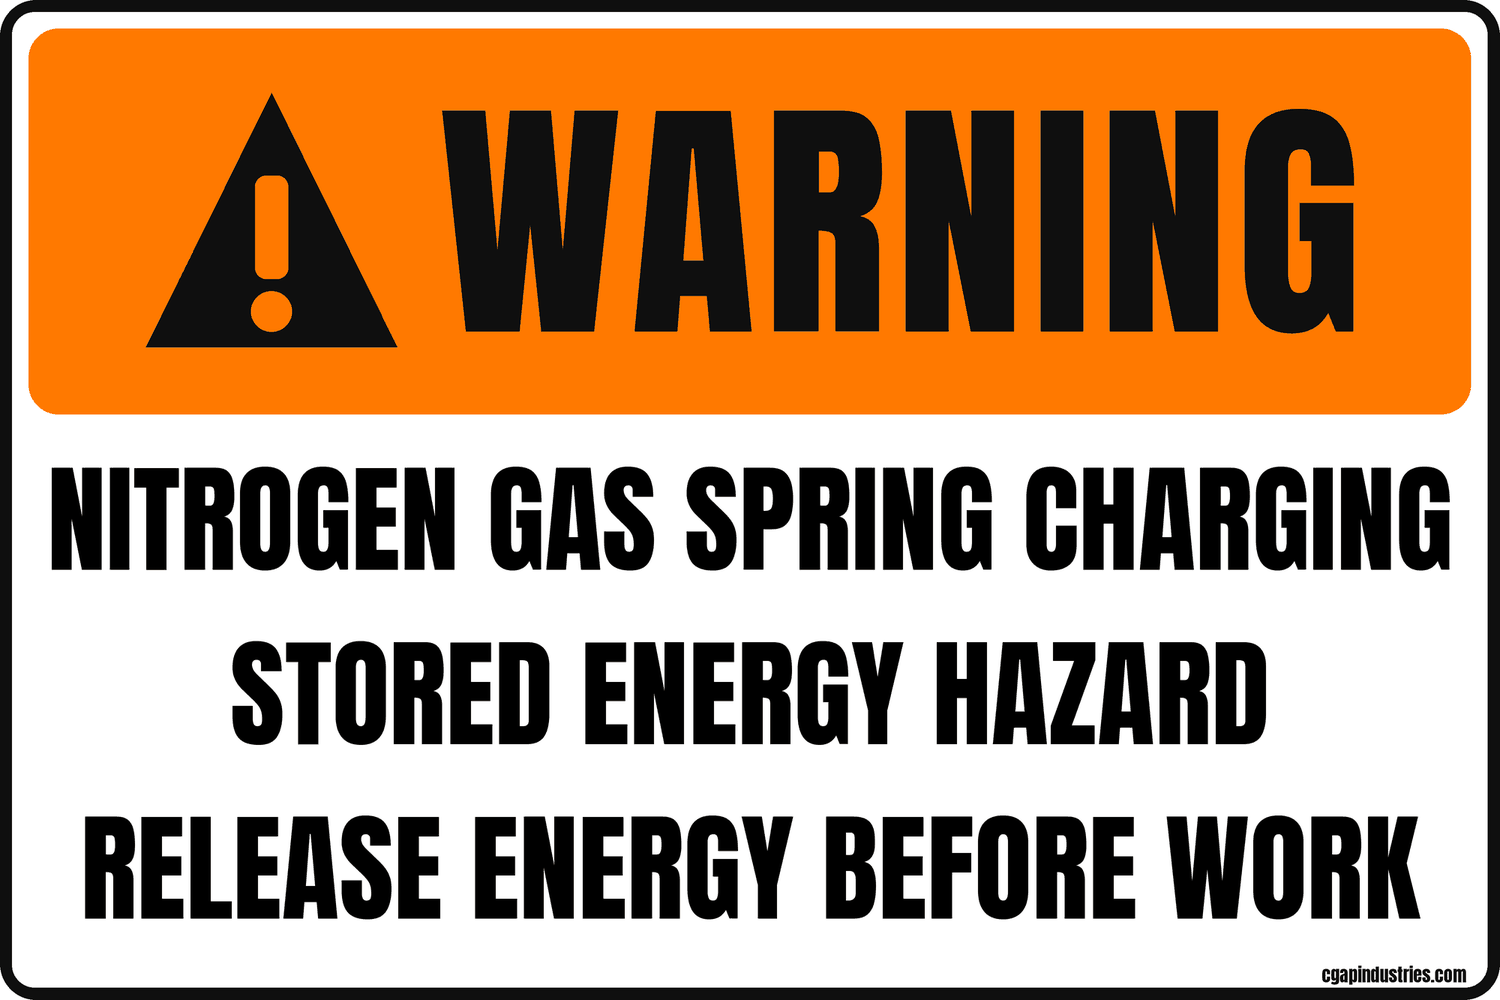 WARNING
NITROGEN GAS SPRING CHARGING
STORED ENERGY HAZARD
RELEASE ENERGY BEFORE WORK
cgapindustries.com